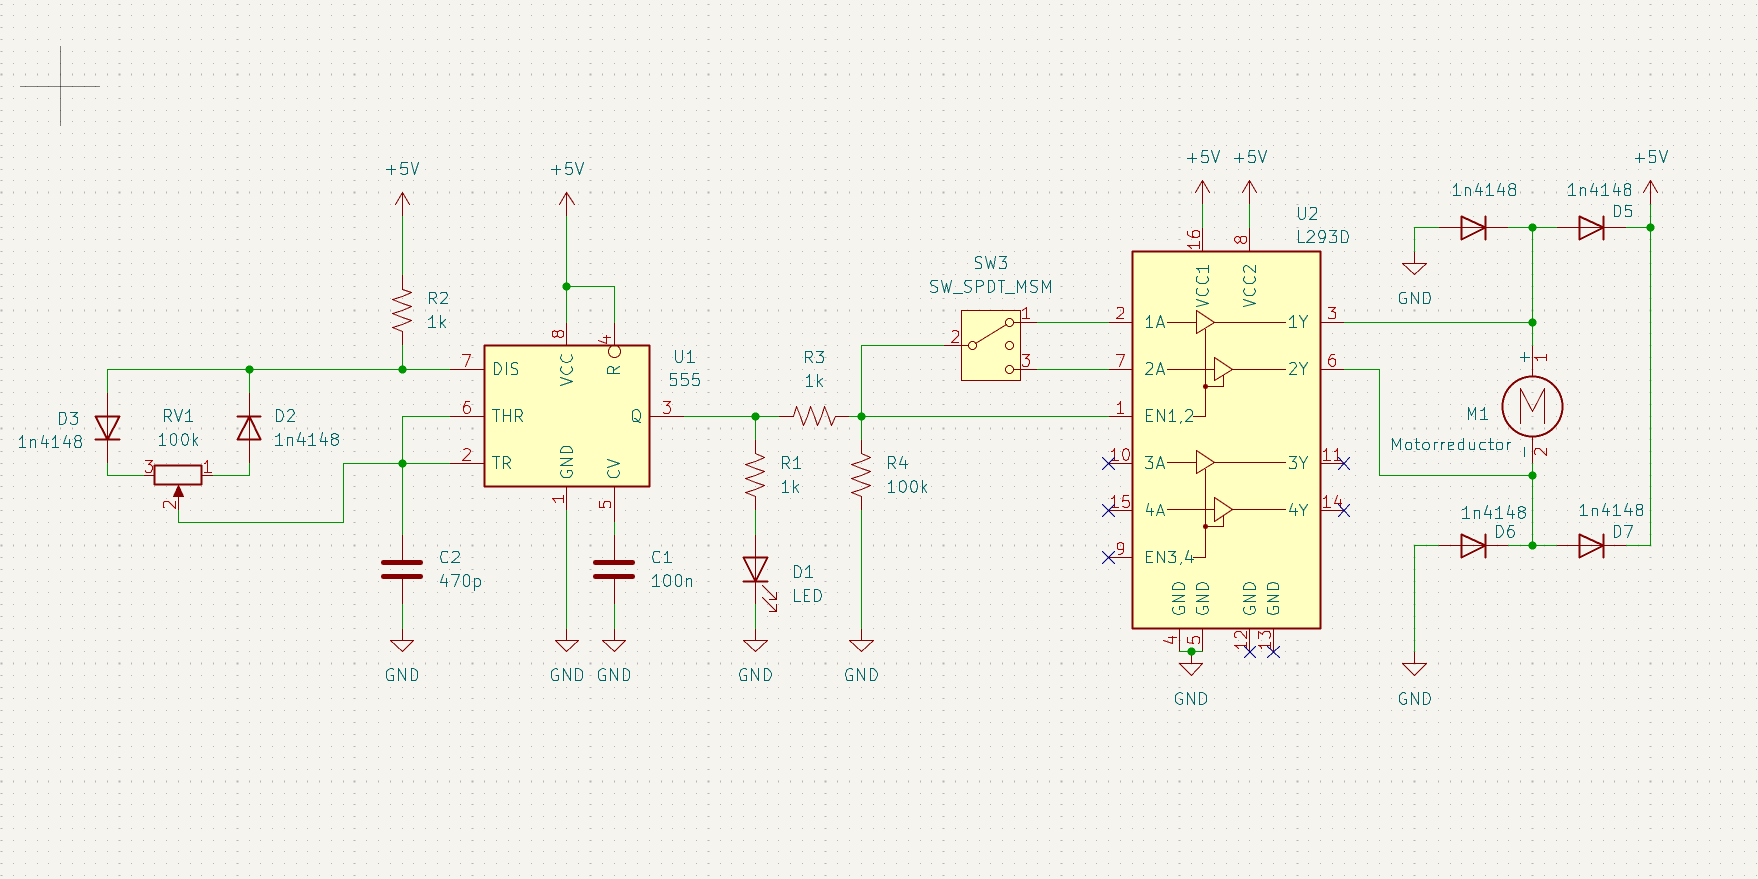 +5V
+5V
R2
1k
D3
1n4148
RV1
100k
3
1
2
D2
1n4148
7
6
2
DIS
THR
TR
8
VCC
4
R
U1
555
Q
3
GND
1
CV
5
C2
470p
C1
100n
GND
GND
GND
R3
1k
R1
1k
D1
LED
GND
R4
100k
GND
SW3
SW_SPDT_MSM
2
1
3
+5V
+5V
16
8
U2
L293D
VCC1
VCC2
2
1A
1Y
3
7
2A
2Y
6
1
EN1,2
10
3A
3Y
11
15
4A
4Y
14
9
EN3,4
GND
GND
GND
GND
4
5
12
13
GND
1n4148
1n4148
D5
+5V
GND
+
1
M1
M
Motorreductor
-
2
1n4148
D6
1n4148
D7
GND